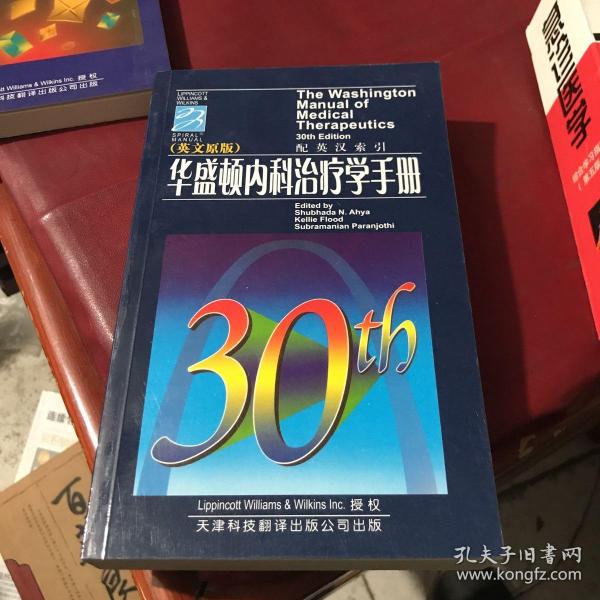 LIPPINCOTT
WILLIAMS &
WILKINS
SPIRAL® MANUAL
The Washington
Manual of
Medical
Therapeutics
30th Edition
(英文原版)
配英汉索引
华盛顿内科治疗学手册
Edited by
Shubhada N. Ahya
Kellie Flood
Subramanian Paranjothi
30th
Lippincott Williams & Wilkins Inc. 授权
天津科技翻译出版公司出版
Williams & Wilkins Inc. 授权
科技翻译出版公司出版
孔夫子旧书网
www.kongfz.com